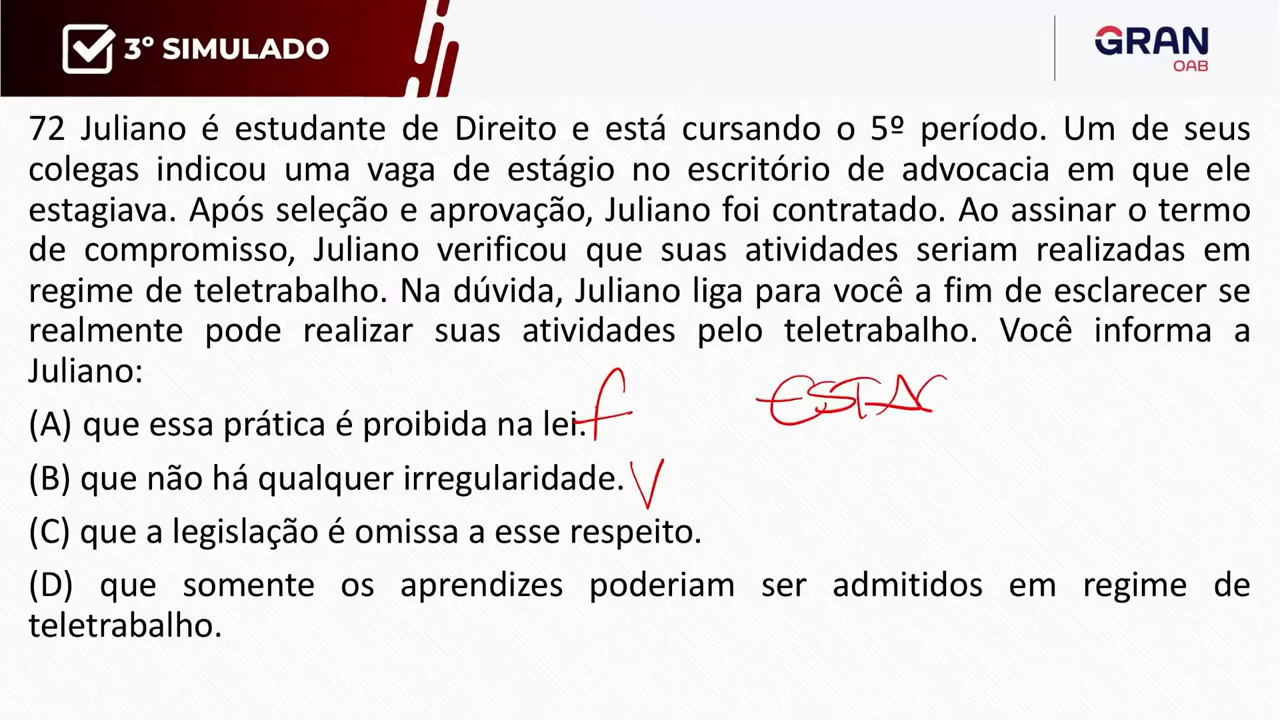 3º SIMULADO
GRAN
OAB
72 Juliano é estudante de Direito e está cursando o 5º período. Um de seus
colegas indicou uma vaga de estágio no escritório de advocacia em que ele
estagiava. Após seleção e aprovação, Juliano foi contratado. Ao assinar o termo
de compromisso, Juliano verificou que suas atividades seriam realizadas em
regime de teletrabalho. Na dúvida, Juliano liga para você a fim de esclarecer se
realmente pode realizar suas atividades pelo teletrabalho. Você informa a
Juliano:
ESTAG
(A) que essa prática é proibida na lei. f
(B) que não há qualquer irregularidade. V
(C) que a legislação é omissa a esse respeito.
(D) que somente os aprendizes poderiam ser admitidos em regime de
teletrabalho.